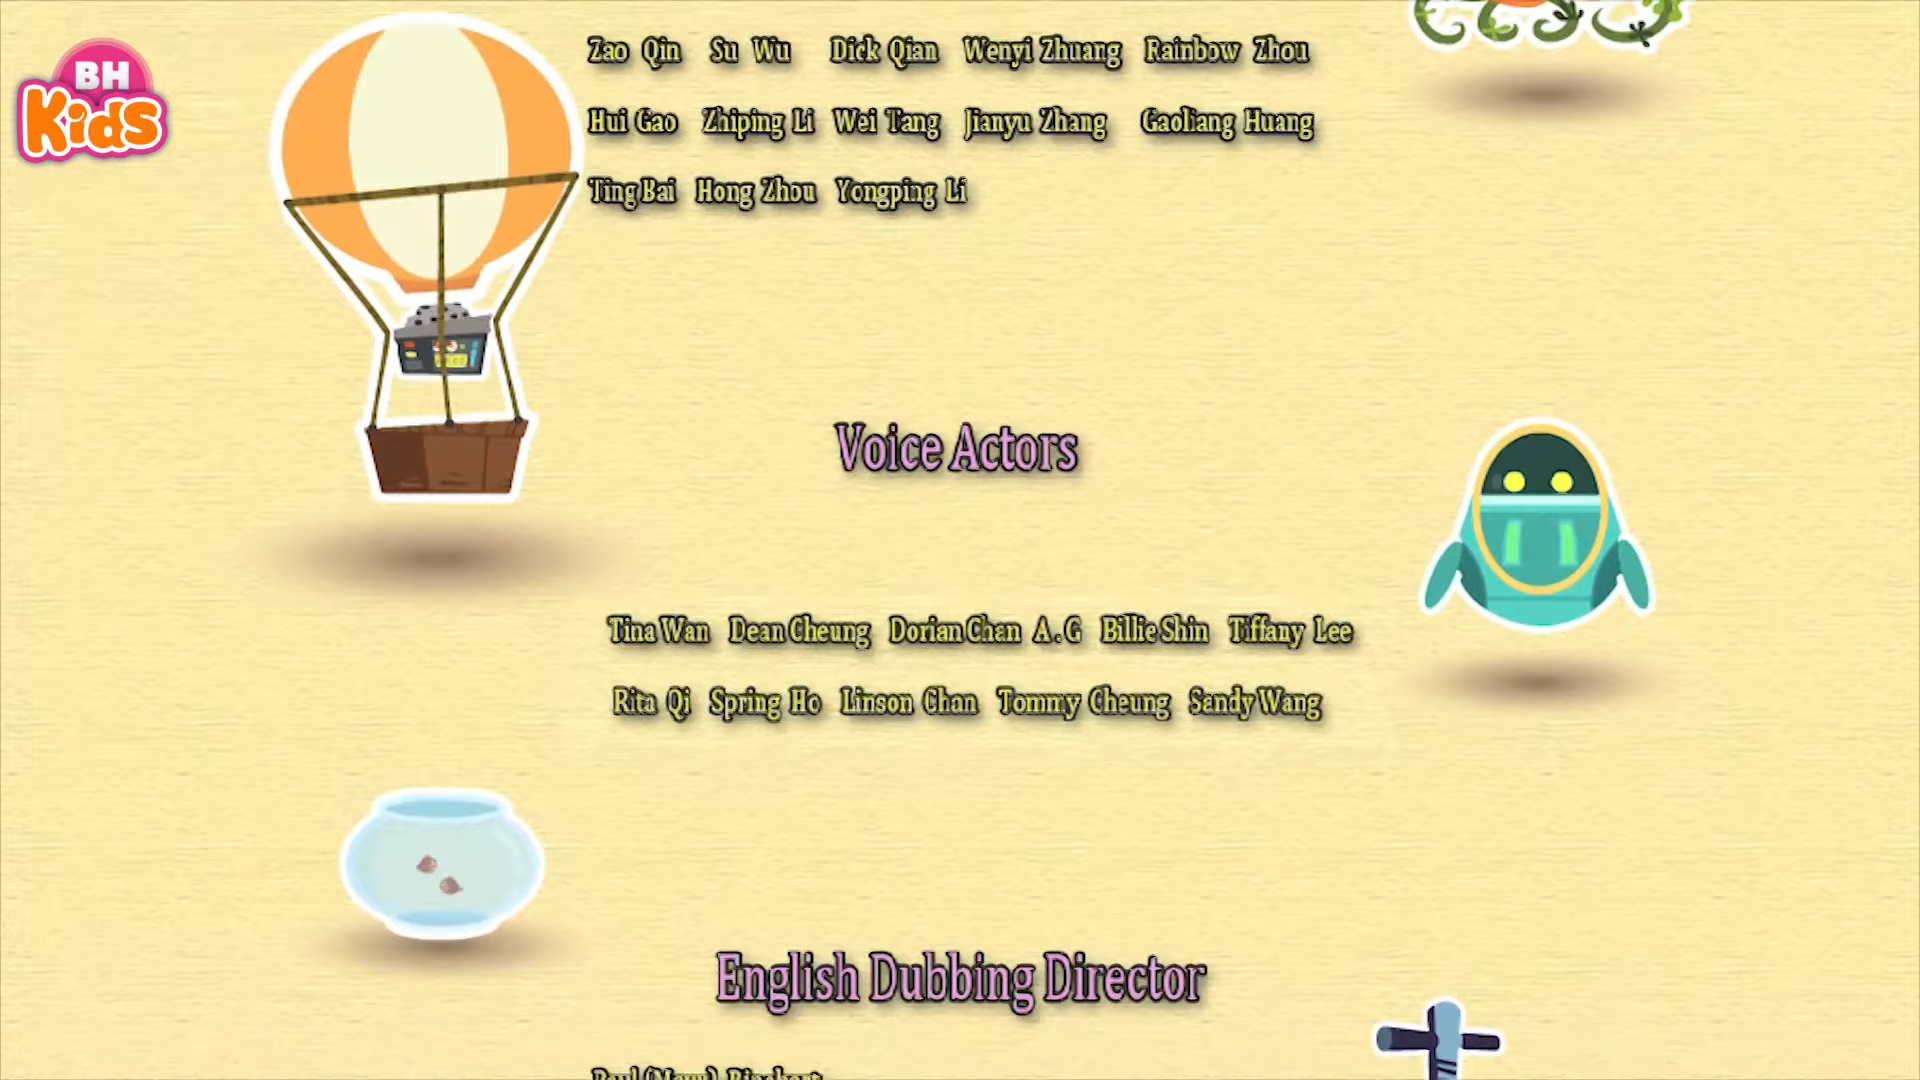 BH
Kids
Zao Qin Su Wu Dick Qian Wenyi Zhuang Rainbow Zhou
Hui Gao Zhiping Li Wei Tang Jianyu Zhang Gaoliang Huang
Ting Bai Hong Zhou Yongping Li
Voice Actors
Tina Wan Dean Cheung Dorian Chan A.G Billie Shin Tiffany Lee
Rita Qi Spring Ho Linson Chan Tommy Cheung Sandy Wang
English Dubbing Director